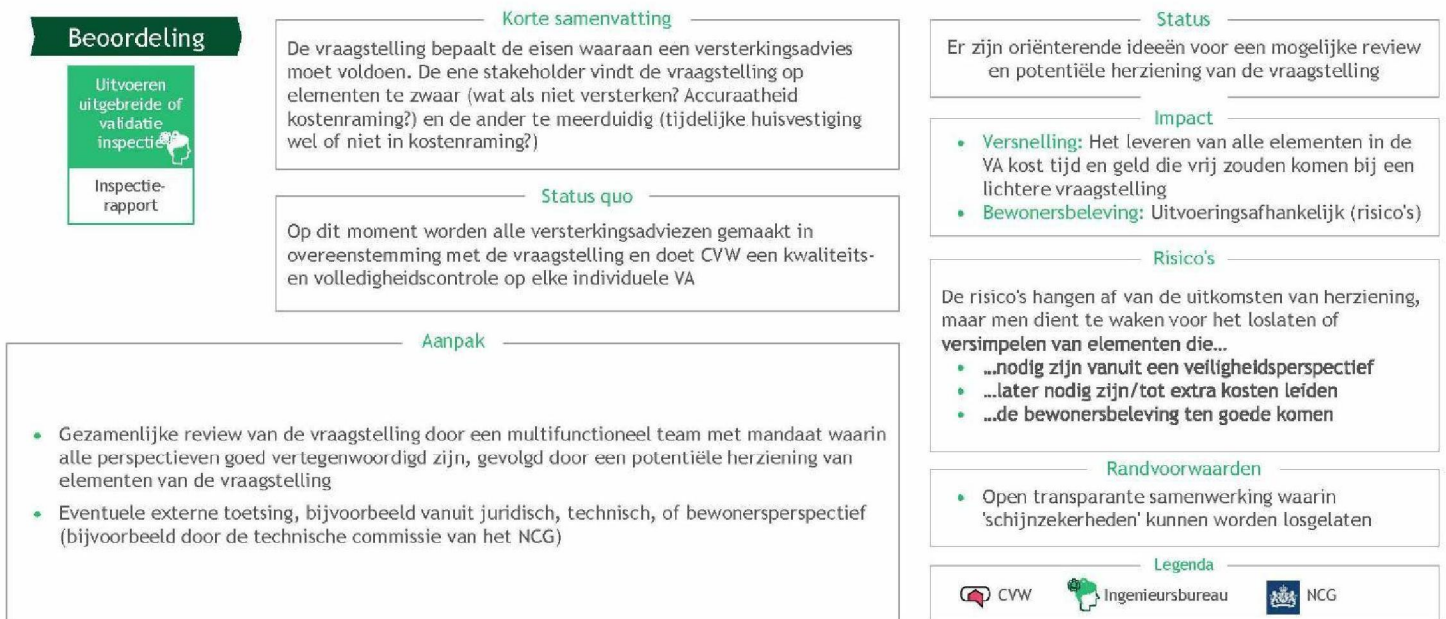 Beoordeling
Uitvoeren
uitgebreide of
validatie
inspectie
Inspectie-
rapport
Korte samenvatting
De vraagstelling bepaalt de eisen waaraan een versterkingsadvies
moet voldoen. De ene stakeholder vindt de vraagstelling op
elementen te zwaar (wat als niet versterken? Accuraatheid
kostenraming?) en de ander te meerduidig (tijdelijke huisvesting
wel of niet in kostenraming?)
Status quo
Op dit moment worden alle versterkingsadviezen gemaakt in
overeenstemming met de vraagstelling en doet CVW een kwaliteits-
en volledigheidscontrole op elke individuele VA
Aanpak
• Gezamenlijke review van de vraagstelling door een multifunctioneel team met mandaat waarin
alle perspectieven goed vertegenwoordigd zijn, gevolgd door een potentiële herziening van
elementen van de vraagstelling
• Eventuele externe toetsing, bijvoorbeeld vanuit juridisch, technisch, of bewonersperspectief
(bijvoorbeeld door de technische commissie van het NCG)
Status
Er zijn oriënterende ideeën voor een mogelijke review
en potentiële herziening van de vraagstelling
Impact
• Versnelling: Het leveren van alle elementen in de
VA kost tijd en geld die vrij zouden komen bij een
lichtere vraagstelling
• Bewonersbeleving: Uitvoeringsafhankelijk (risico's)
Risico's
De risico's hangen af van de uitkomsten van herziening,
maar men dient te waken voor het loslaten of
versimpelen van elementen die...
• ...nodig zijn vanuit een veiligheidsperspectief
• ...later nodig zijn/tot extra kosten leiden
• ...de bewonersbeleving ten goede komen
Randvoorwaarden
• Open transparante samenwerking waarin
'schijnzekerheden' kunnen worden losgelaten
Legenda
CVW Ingenieursbureau NCG